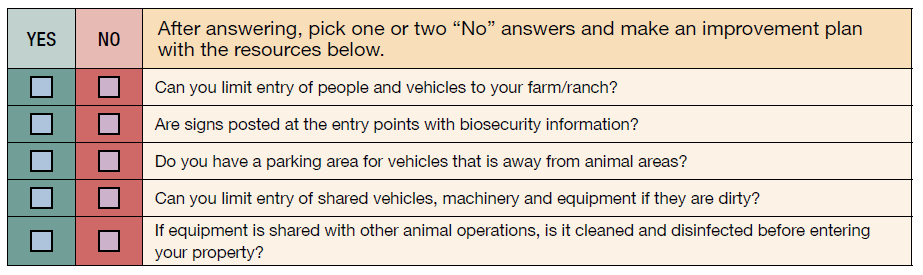 YES
NO
After answering, pick one or two “No” answers and make an improvement plan
with the resources below.
Can you limit entry of people and vehicles to your farm/ranch?
Are signs posted at the entry points with biosecurity information?
Do you have a parking area for vehicles that is away from animal areas?
Can you limit entry of shared vehicles, machinery and equipment if they are dirty?
If equipment is shared with other animal operations, is it cleaned and disinfected before entering
your property?